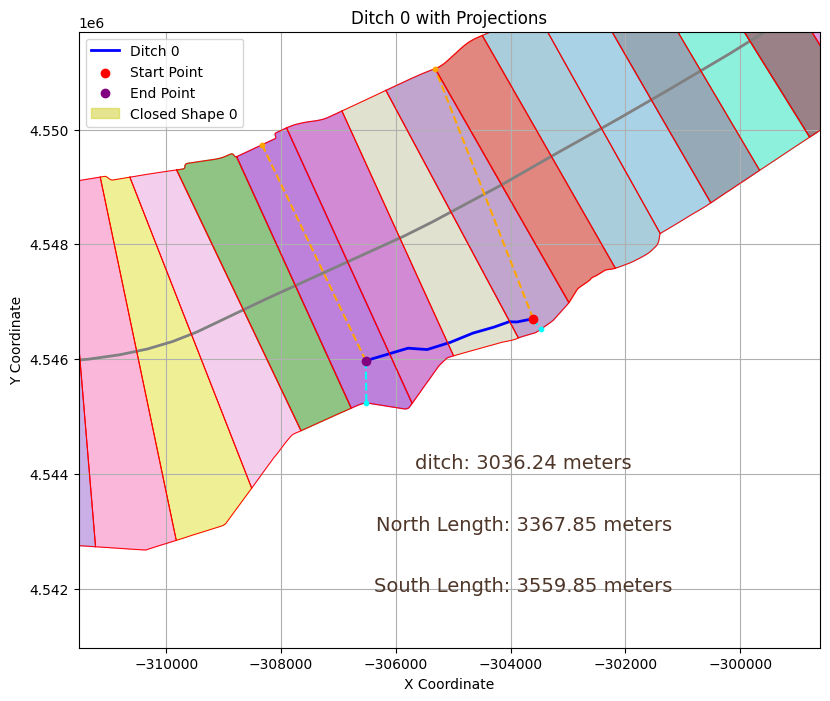 Ditch 0 with Projections
1e6
Ditch 0
Start Point
End Point
Closed Shape 0
4.550
4.548
4.546
4.544
4.542
Y Coordinate
ditch: 3036.24 meters
North Length: 3367.85 meters
South Length: 3559.85 meters
−310000 −308000 −306000 −304000 −302000 −300000
X Coordinate